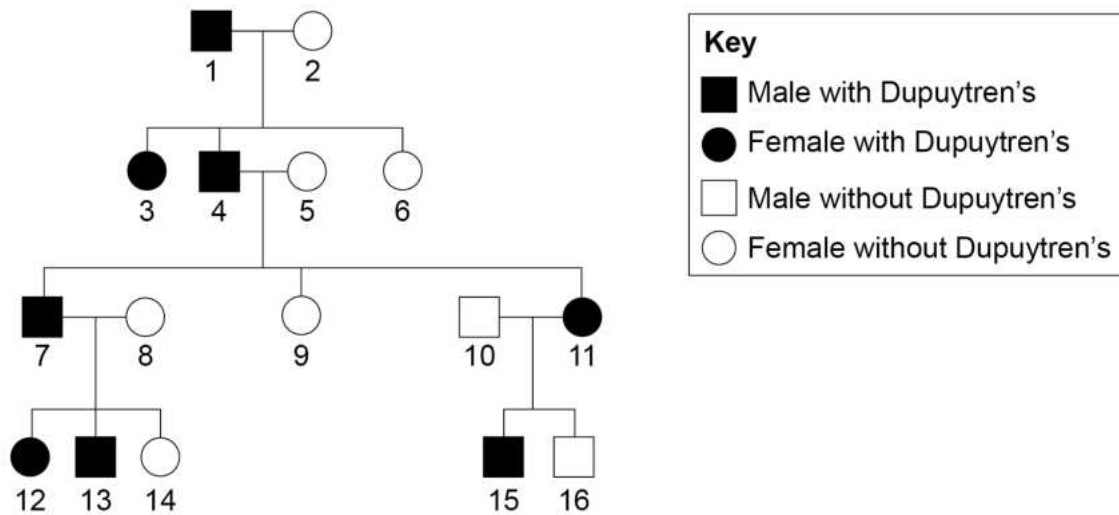 Key
Male with Dupuytren's
Female with Dupuytren's
Male without Dupuytren's
Female without Dupuytren's
1 2
3 4 5 6
7 8 9 10 11
12 13 14 15 16